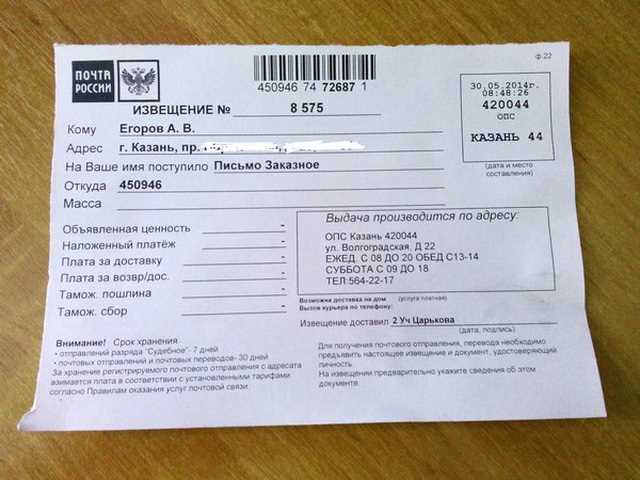 ф.22
ПОЧТА
РОССИИ
450946 74 72687 1
ИЗВЕЩЕНИЕ № 8 575
30.05.2014г.
08:48:26
420044
ОПС
КАЗАНЬ 44
(дата и место
составления)
Кому Егоров А. В.
Адрес г. Казань, пр.
На Ваше имя поступило Письмо Заказное
Откуда 450946
Масса
Объявленная ценность -
Наложенный платёж -
Плата за доставку -
Плата за возвр/дос. -
Тамож. пошлина -
Тамож. сбор -
Выдача производится по адресу:
ОПС Казань 420044
ул. Волгоградская, Д 22
ЕЖЕД. С 08 ДО 20 ОБЕД С13-14
СУББОТА С 09 ДО 18
ТЕЛ 564-22-17
Возможна доставка на дом (услуга платная)
Вызов курьера по телефону:
Извещение доставил 2 Уч Царькова
(дата, подпись)
Внимание! Срок хранения
• отправлений разряда "Судебное"- 7 дней
• почтовых отправлений и почтовых переводов- 30 дней
За хранение регистрируемого почтового отправления с адресата
взимается плата в соответствии с установленными тарифами
согласно Правилам оказания услуг почтовой связи.
Для получения почтового отправления, перевода необходимо
предъявить настоящее извещение и документ, удостоверяющий
личность.
На извещении предварительно укажите сведения об этом
документе.